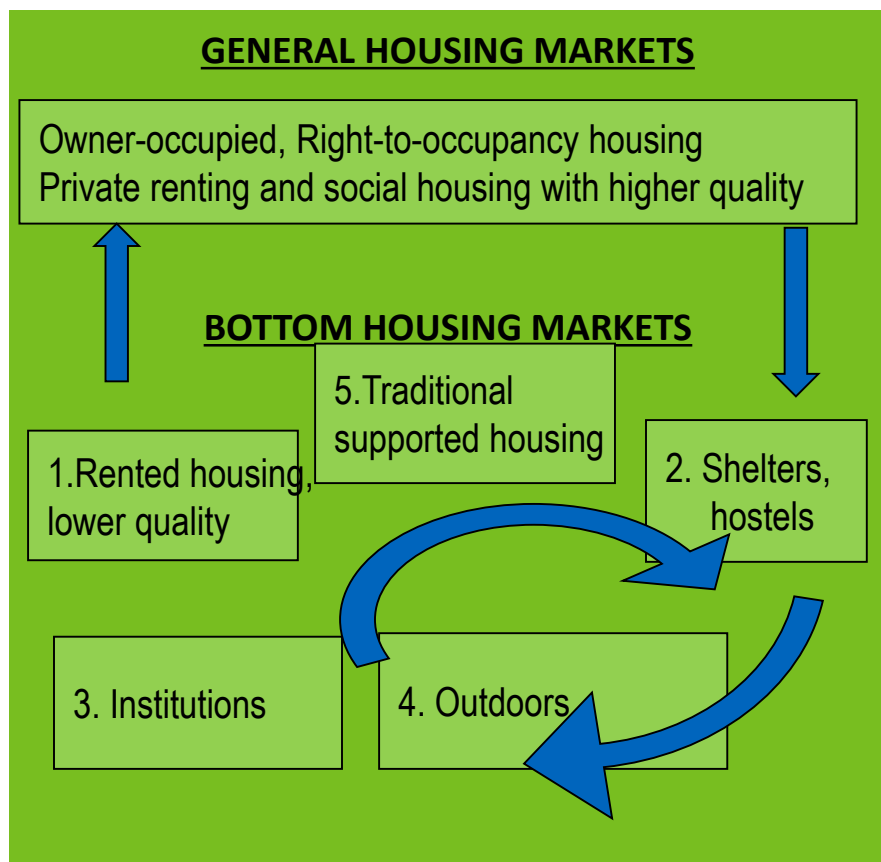 GENERAL HOUSING MARKETS
Owner-occupied, Right-to-occupancy housing
Private renting and social housing with higher quality
BOTTOM HOUSING MARKETS
5.Traditional
supported housing
1.Rented housing,
lower quality
2. Shelters,
hostels
3. Institutions
4. Outdoors